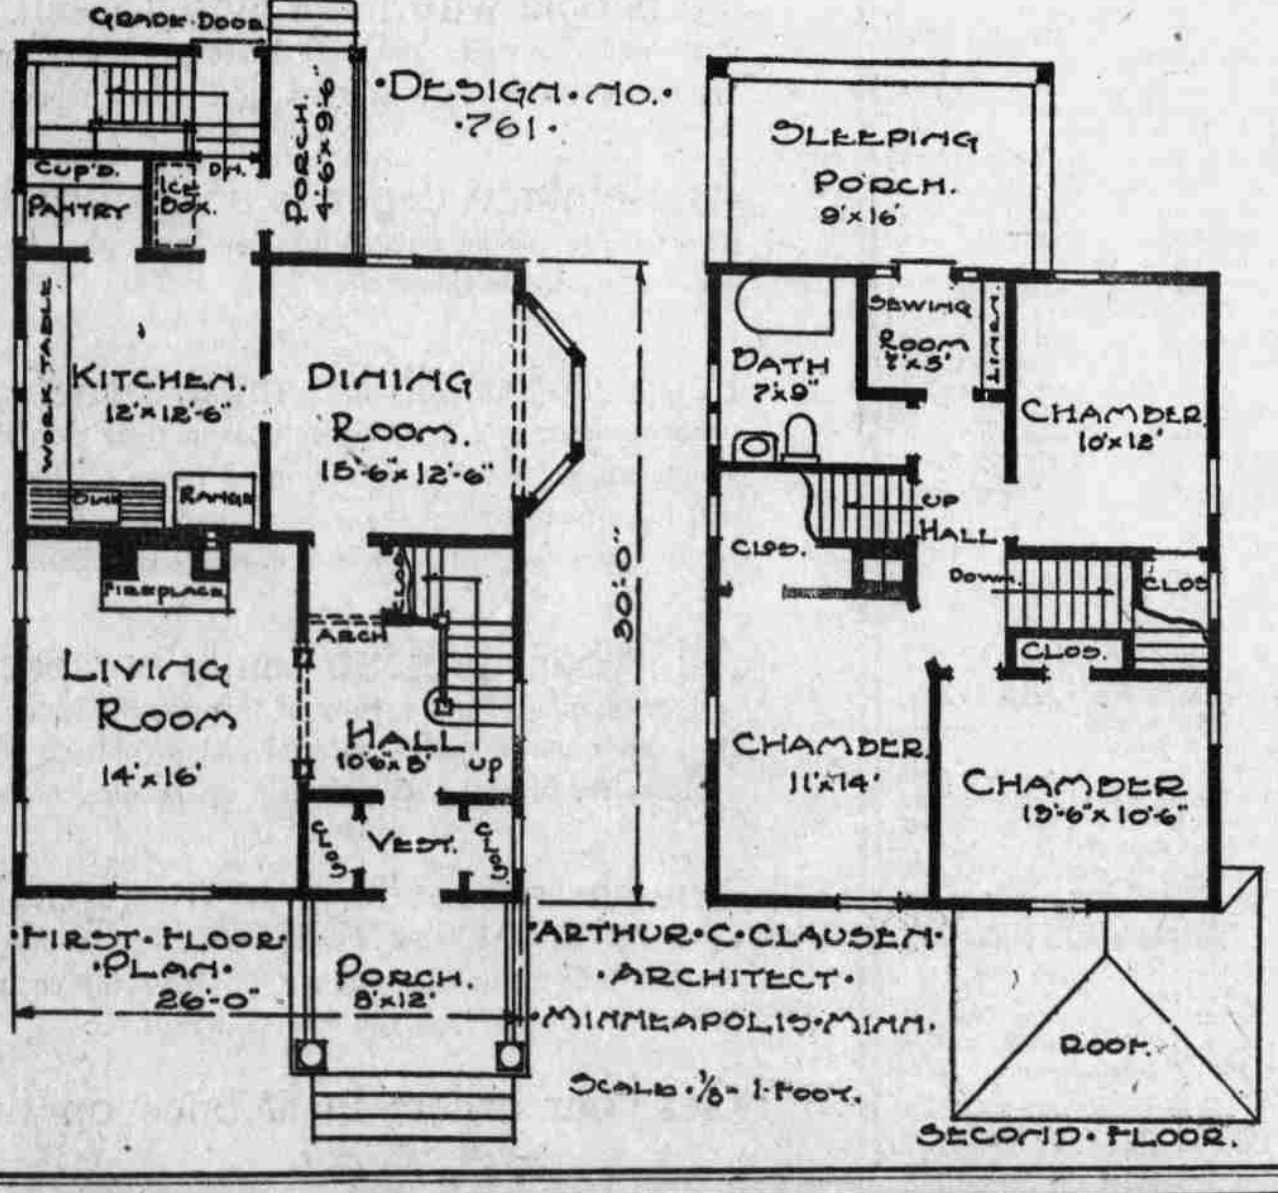 GRADE DOOR
·DESIGN·NO.·
·761·
PORCH.
4'-6"x9'-6"
CUP'D.
DN.
PANTRY
ICE
BOX.
WORK TABLE
KITCHEN.
12'x12'-6"
DINING
ROOM.
15'-6"x12'-6"
SINK
RANGE
FIREPLACE
CLOS
ARCH
LIVING
ROOM
14'x16'
HALL
10'6"x8'
UP
CLOS
VEST.
CLOS
30'-0"
·FIRST·FLOOR·
·PLAN·
26'-0"
PORCH.
8'x12'
·ARTHUR·C·CLAUSEN·
·ARCHITECT·
·MINNEAPOLIS·MINN.
SCALE·⅛=1·FOOT.
SLEEPING
PORCH.
9'x16'
SEWING
ROOM
LINEN.
BATH
7'x9"
CHAMBER.
10'x12'
UP
HALL
CLOS.
DOWN.
CLOS
CLOS.
CHAMBER.
11'x14'
CHAMBER
13'-6"x10'-6"
ROOF.
SECOND·FLOOR.